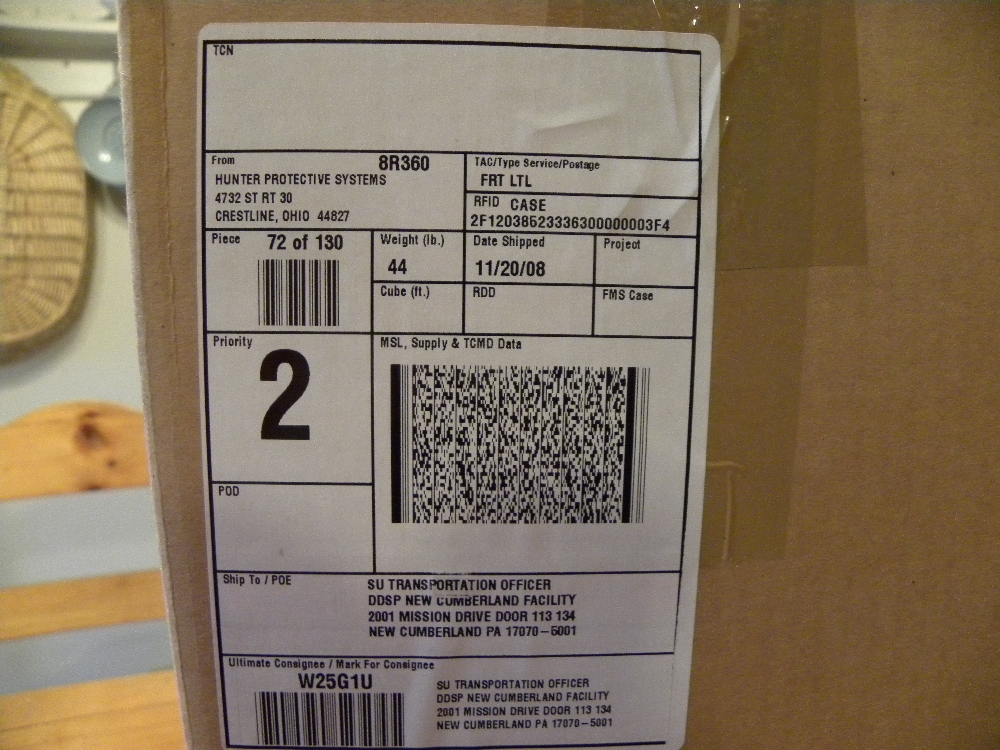 TCN
From 8R360
HUNTER PROTECTIVE SYSTEMS
4732 ST RT 30
CRESTLINE, OHIO 44827
TAC/Type Service/Postage
FRT LTL
RFID CASE
2F12038523336300000003F4
Piece 72 of 130
Weight (lb.)
44
Date Shipped
11/20/08
Project
Cube (ft.)
RDD
FMS Case
Priority
2
MSL, Supply & TCMD Data
POD
Ship To / POE
SU TRANSPORTATION OFFICER
DDSP NEW CUMBERLAND FACILITY
2001 MISSION DRIVE DOOR 113 134
NEW CUMBERLAND PA 17070-5001
Ultimate Consignee / Mark For Consignee
W25G1U
SU TRANSPORTATION OFFICER
DDSP NEW CUMBERLAND FACILITY
2001 MISSION DRIVE DOOR 113 134
NEW CUMBERLAND PA 17070-5001